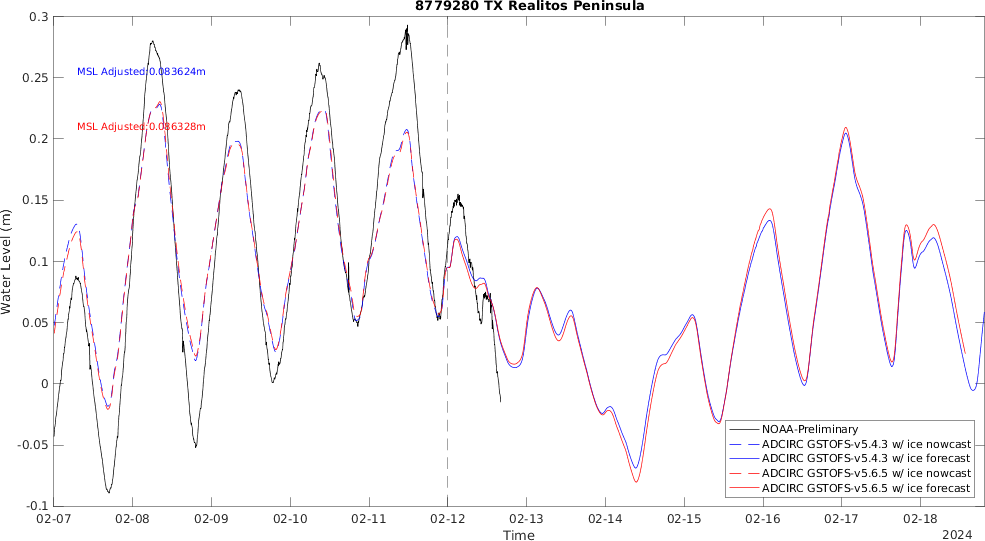 8779280 TX Realitos Peninsula
0.3
0.25
0.2
0.15
0.1
0.05
0
-0.05
-0.1
Water Level (m)
MSL Adjusted:0.083624m
MSL Adjusted:0.086328m
NOAA-Preliminary
ADCIRC GSTOFS-v5.4.3 w/ ice nowcast
ADCIRC GSTOFS-v5.4.3 w/ ice forecast
ADCIRC GSTOFS-v5.6.5 w/ ice nowcast
ADCIRC GSTOFS-v5.6.5 w/ ice forecast
02-07 02-08 02-09 02-10 02-11 02-12 02-13 02-14 02-15 02-16 02-17 02-18
Time
2024